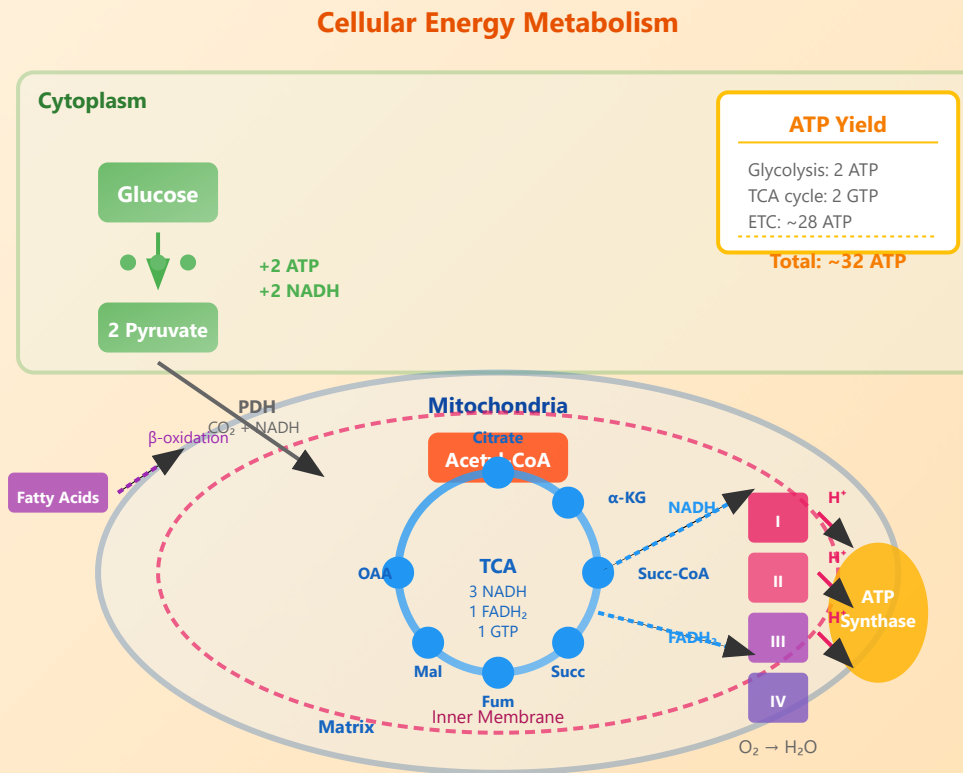 Cellular Energy Metabolism
Cytoplasm
ATP Yield
Glycolysis: 2 ATP
TCA cycle: 2 GTP
ETC: ~28 ATP
Total: ~32 ATP
Glucose
+2 ATP
+2 NADH
2 Pyruvate
PDH
CO₂ + NADH
β-oxidation
Fatty Acids
Mitochondria
Citrate
Acetyl-CoA
α-KG
NADH
I
H⁺
OAA
TCA
3 NADH
1 FADH₂
1 GTP
Succ-CoA
II
H⁺
ATP
Synthase
FADH₂
III
H⁺
Mal
Succ
Fum
IV
Inner Membrane
Matrix
O₂ → H₂O